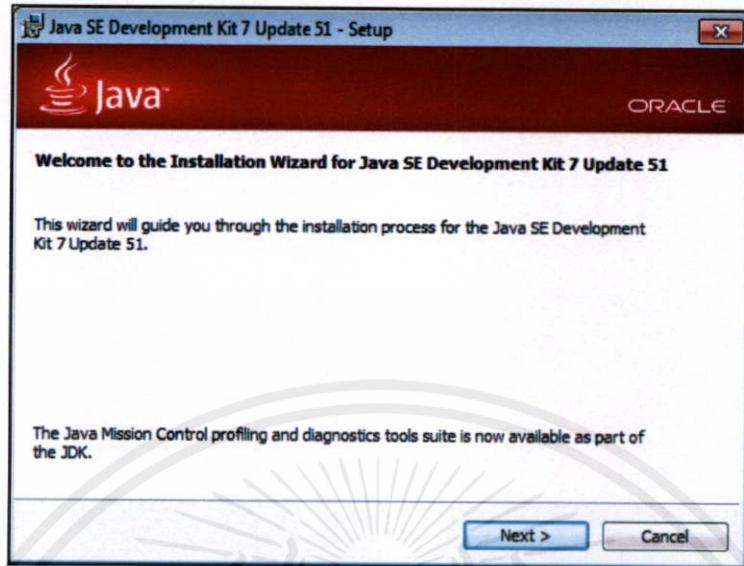 Java SE Development Kit 7 Update 51 - Setup
Java™
ORACLE
Welcome to the Installation Wizard for Java SE Development Kit 7 Update 51
This wizard will guide you through the installation process for the Java SE Development
Kit 7 Update 51.
The Java Mission Control profiling and diagnostics tools suite is now available as part of
the JDK.
Next >
Cancel